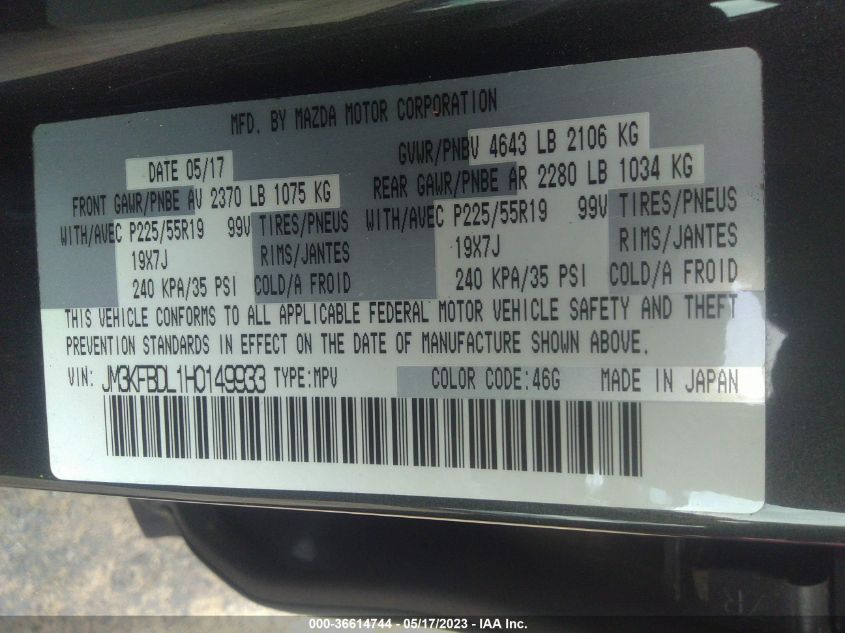 MFD. BY MAZDA MOTOR CORPORATION
DATE 05/17
GVWR/PNBV 4643 LB 2106 KG
FRONT GAWR/PNBE AV 2370 LB 1075 KG
REAR GAWR/PNBE AR 2280 LB 1034 KG
WITH/AVEC P225/55R19 99V TIRES/PNEUS
WITH/AVEC P225/55R19 99V TIRES/PNEUS
19X7J RIMS/JANTES
19X7J RIMS/JANTES
240 KPA/35 PSI COLD/A FROID
240 KPA/35 PSI COLD/A FROID
THIS VEHICLE CONFORMS TO ALL APPLICABLE FEDERAL MOTOR VEHICLE SAFETY AND THEFT
PREVENTION STANDARDS IN EFFECT ON THE DATE OF MANUFACTURE SHOWN ABOVE.
VIN: JM3KFBDL1H0149933 TYPE:MPV COLOR CODE:46G MADE IN JAPAN
000-36614744 - 05/17/2023 - IAA Inc.